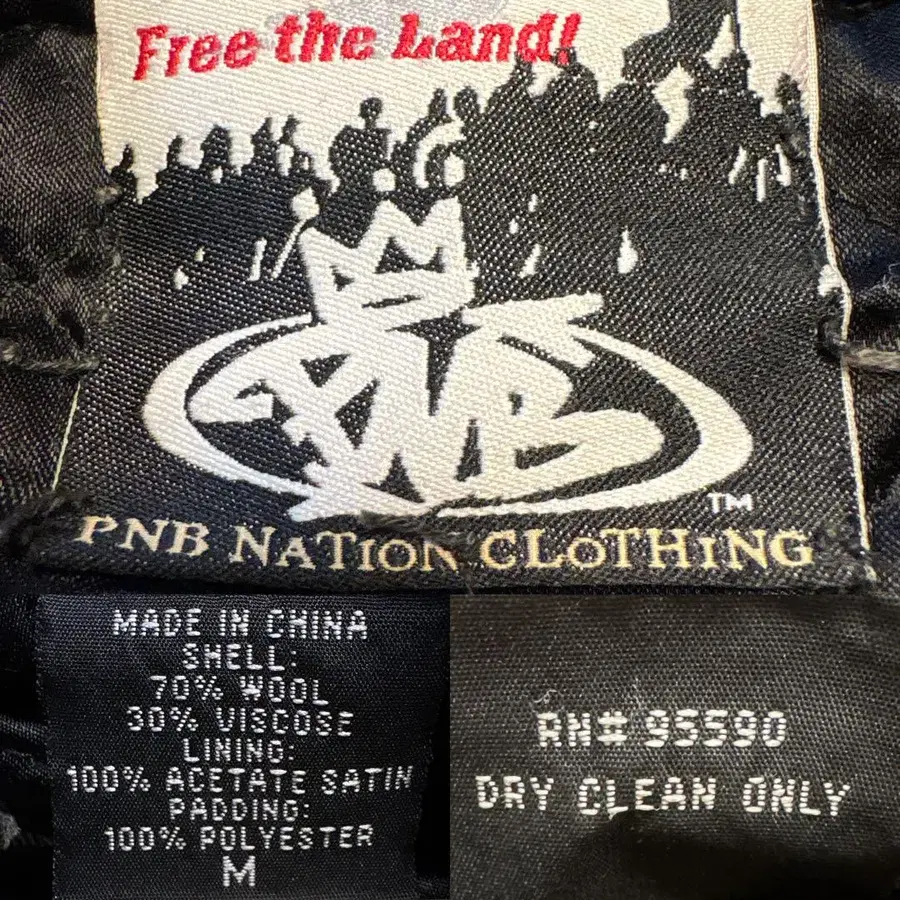 Free the Land!
PNB
TM
PNB NATION CLOTHING
MADE IN CHINA
SHELL:
70% WOOL
30% VISCOSE
LINING:
100% ACETATE SATIN
PADDING:
100% POLYESTER
M
RN# 95590
DRY CLEAN ONLY